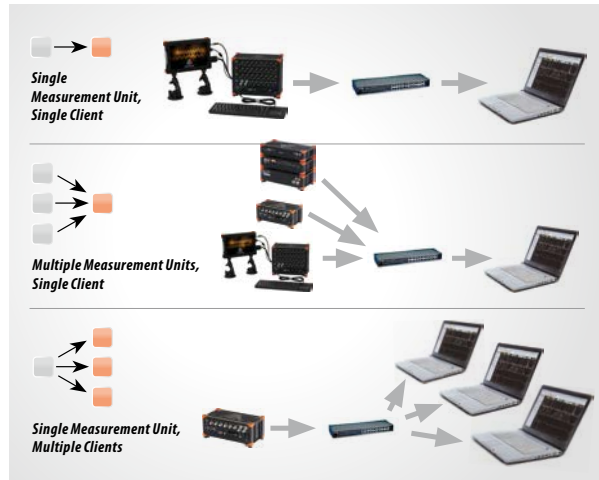 Single
Measurement Unit,
Single Client
Multiple Measurement Units,
Single Client
Single Measurement Unit,
Multiple Clients